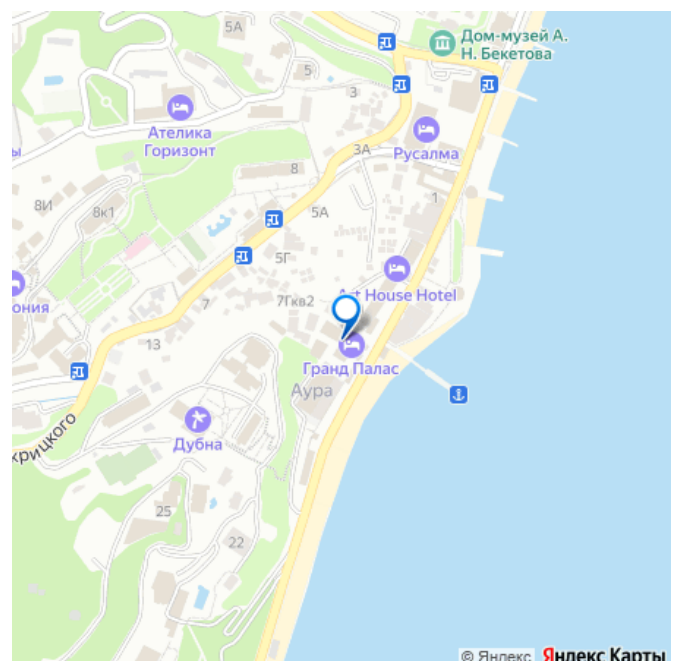 5А
Дом-музей А.
Н. Бекетова
5
3
Ателика
Горизонт
ы
3А
Русалма
8
8И
8к1
5А
1
5Г
Art House Hotel
ония
7
7Гкв2
13
Гранд Палас
Аура
Дубна
крицкого
25
22
© Яндекс Яндекс Карты